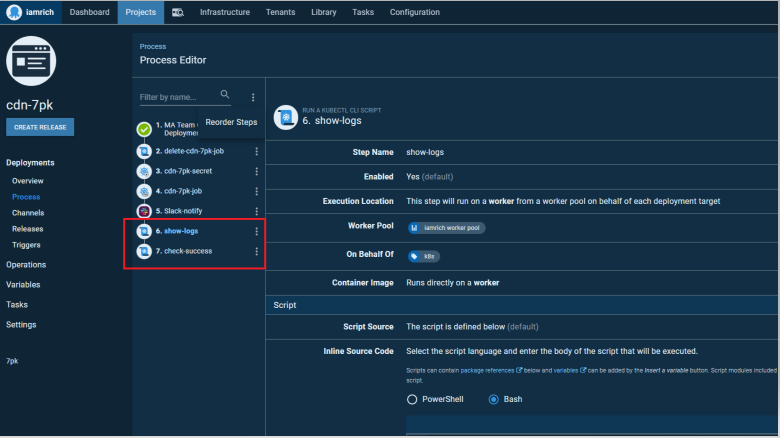 iamrich Dashboard Projects Infrastructure Tenants Library Tasks Configuration
cdn-7pk
CREATE RELEASE
Deployments
Overview
Process
Channels
Releases
Triggers
Operations
Variables
Tasks
Settings
7pk
Process
Process Editor
Filter by name...
Reorder Steps
1. MA Team
Deployme
2. delete-cdn-7pk-job
3. cdn-7pk-secret
4. cdn-7pk-job
5. Slack-notify
6. show-logs
7. check-success
RUN A KUBECTL CLI SCRIPT
6. show-logs
Step Name show-logs
Enabled Yes (default)
Execution Location This step will run on a worker from a worker pool on behalf of each deployment target
Worker Pool iamrich worker pool
On Behalf Of k8s
Container Image Runs directly on a worker
Script
Script Source The script is defined below (default)
Inline Source Code Select the script language and enter the body of the script that will be executed.
Scripts can contain package references below and variables can be added by the Insert a variable button. Script modules included
script.
PowerShell Bash